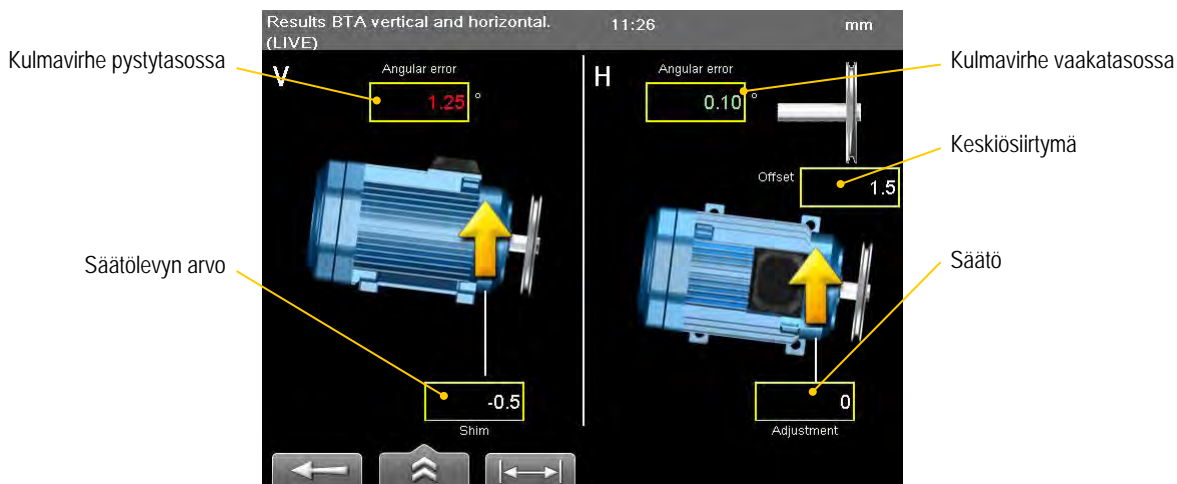 Results BTA vertical and horizontal.
(LIVE)
11:26
mm
Kulmavirhe pystytasossa
V
Angular error
1.25 °
H
Angular error
0.10 °
Kulmavirhe vaakatasossa
Keskiösiirtymä
Offset
1.5
Säätölevyn arvo
Säätö
-0.5
Shim
0
Adjustment